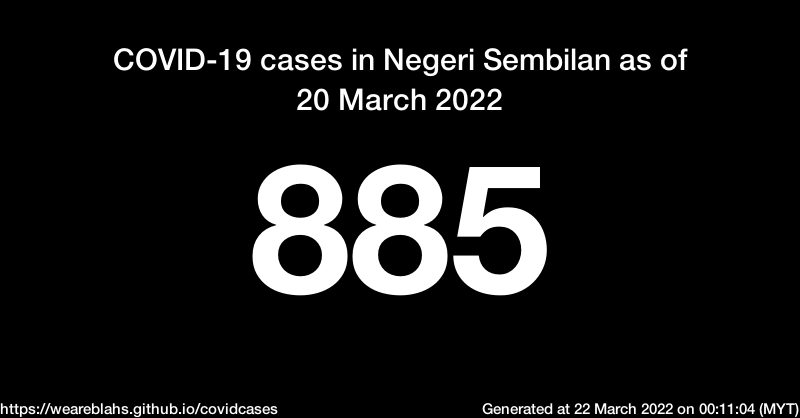 COVID-19 cases in Negeri Sembilan as of
20 March 2022
885
https://weareblahs.github.io/covidcases
Generated at 22 March 2022 on 00:11:04 (MYT)